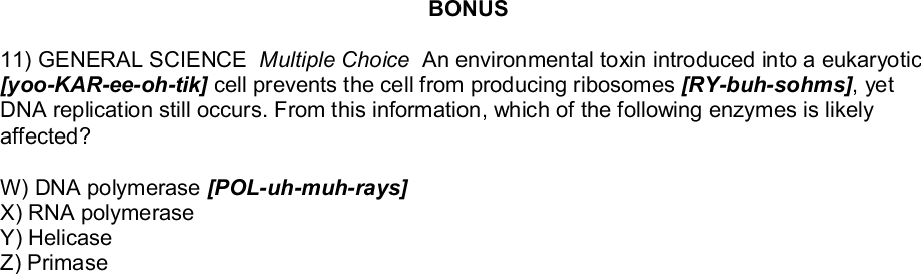 BONUS
11) GENERAL SCIENCE Multiple Choice An environmental toxin introduced into a eukaryotic
[yoo-KAR-ee-oh-tik] cell prevents the cell from producing ribosomes [RY-buh-sohms], yet
DNA replication still occurs. From this information, which of the following enzymes is likely
affected?
W) DNA polymerase [POL-uh-muh-rays]
X) RNA polymerase
Y) Helicase
Z) Primase